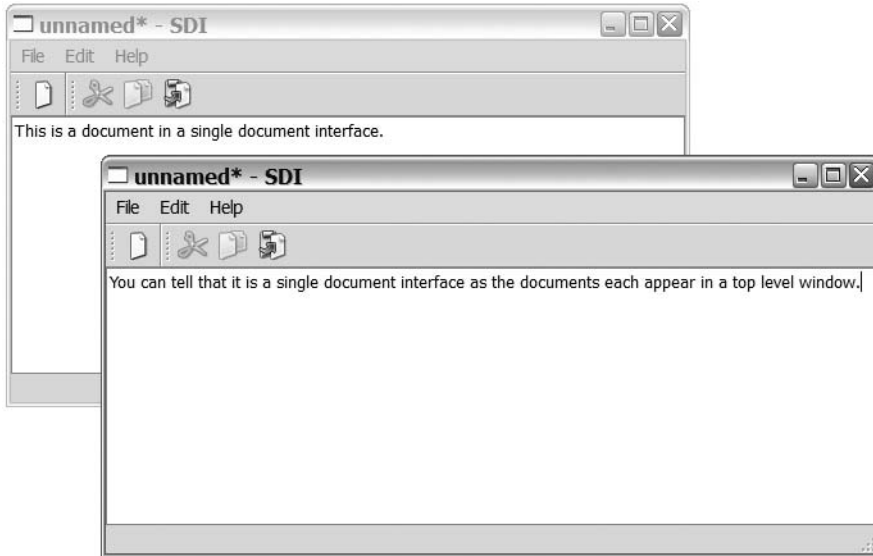 unnamed* - SDI
File Edit Help
This is a document in a single document interface.
unnamed* - SDI
File Edit Help
You can tell that it is a single document interface as the documents each appear in a top level window.